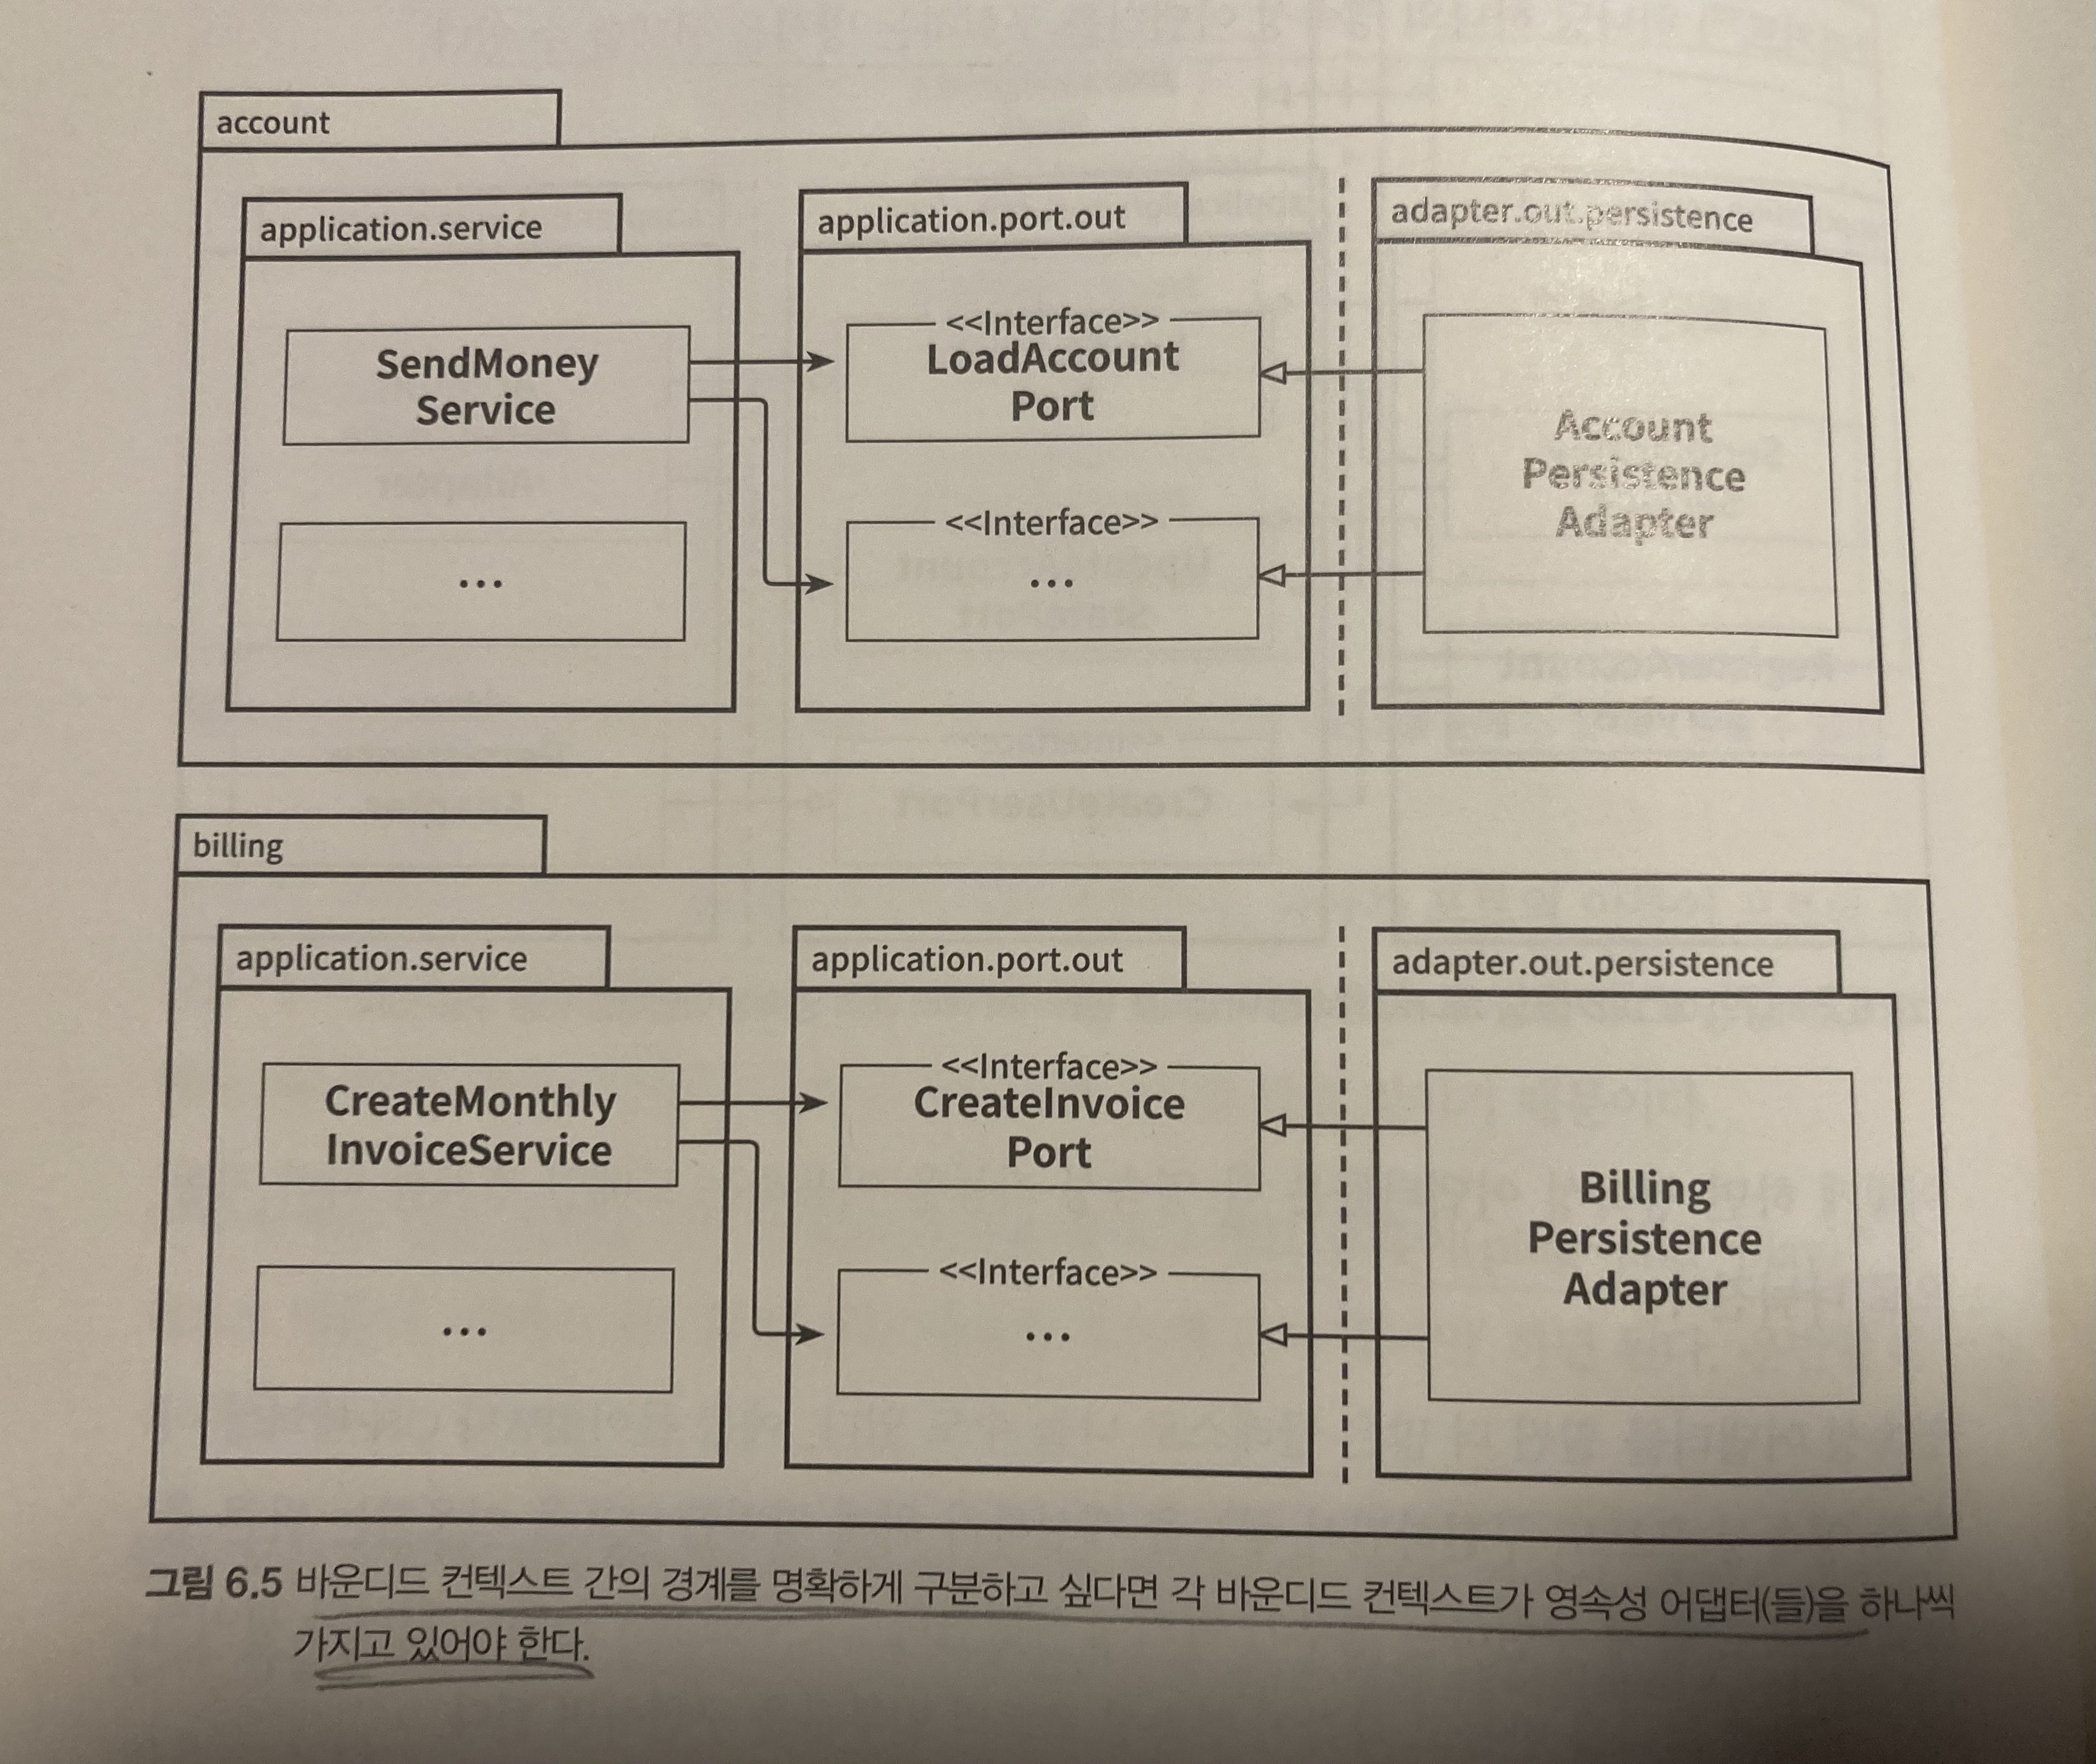 account
application.service
application.port.out
adapter.out.persistence
SendMoney
Service
...
<<Interface>>
LoadAccount
Port
<<Interface>>
...
Account
Persistence
Adapter
billing
application.service
application.port.out
adapter.out.persistence
CreateMonthly
InvoiceService
...
<<Interface>>
CreateInvoice
Port
<<Interface>>
...
Billing
Persistence
Adapter
그림 6.5 바운디드 컨텍스트 간의 경계를 명확하게 구분하고 싶다면 각 바운디드 컨텍스트가 영속성 어댑터(들)을 하나씩
가지고 있어야 한다.